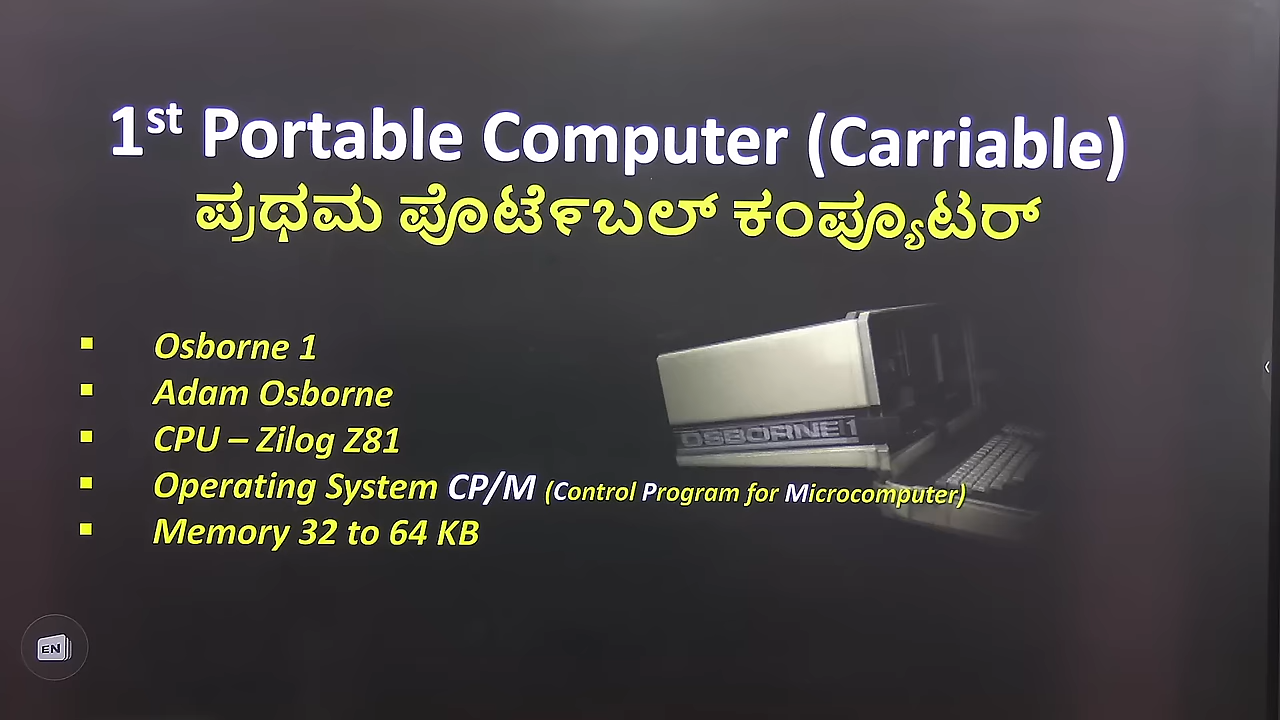 1st Portable Computer (Carriable)
ಪ್ರಥಮ ಪೊರ್ಟೆಬಲ್ ಕಂಪ್ಯೂಟರ್
▪ Osborne 1
▪ Adam Osborne
▪ CPU – Zilog Z81
▪ Operating System CP/M (Control Program for Microcomputer)
▪ Memory 32 to 64 KB
OSBORNE 1
EN